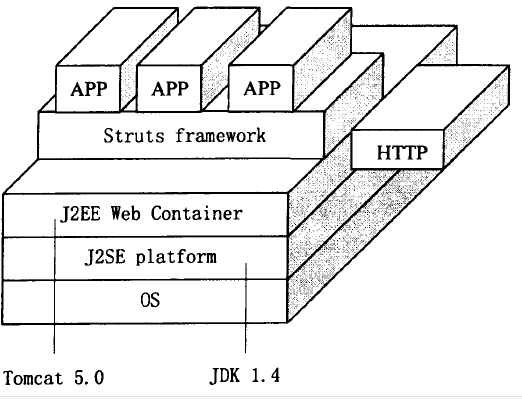 APP APP APP
Struts framework
HTTP
J2EE Web Container
J2SE platform
OS
Tomcat 5.0
JDK 1.4